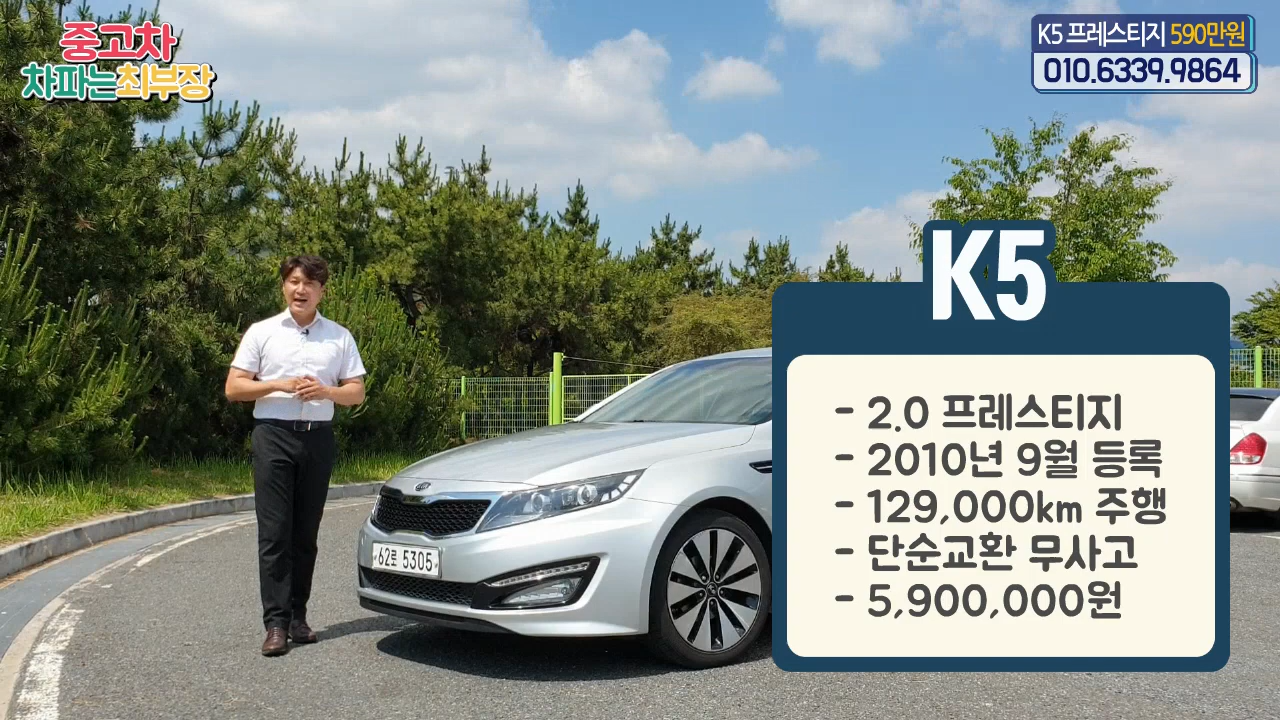 중고차
차파는최부장
K5 프레스티지 590만원
010.6339.9864
K5
- 2.0 프레스티지
- 2010년 9월 등록
- 129,000km 주행
- 단순교환 무사고
- 5,900,000원
62로 5305